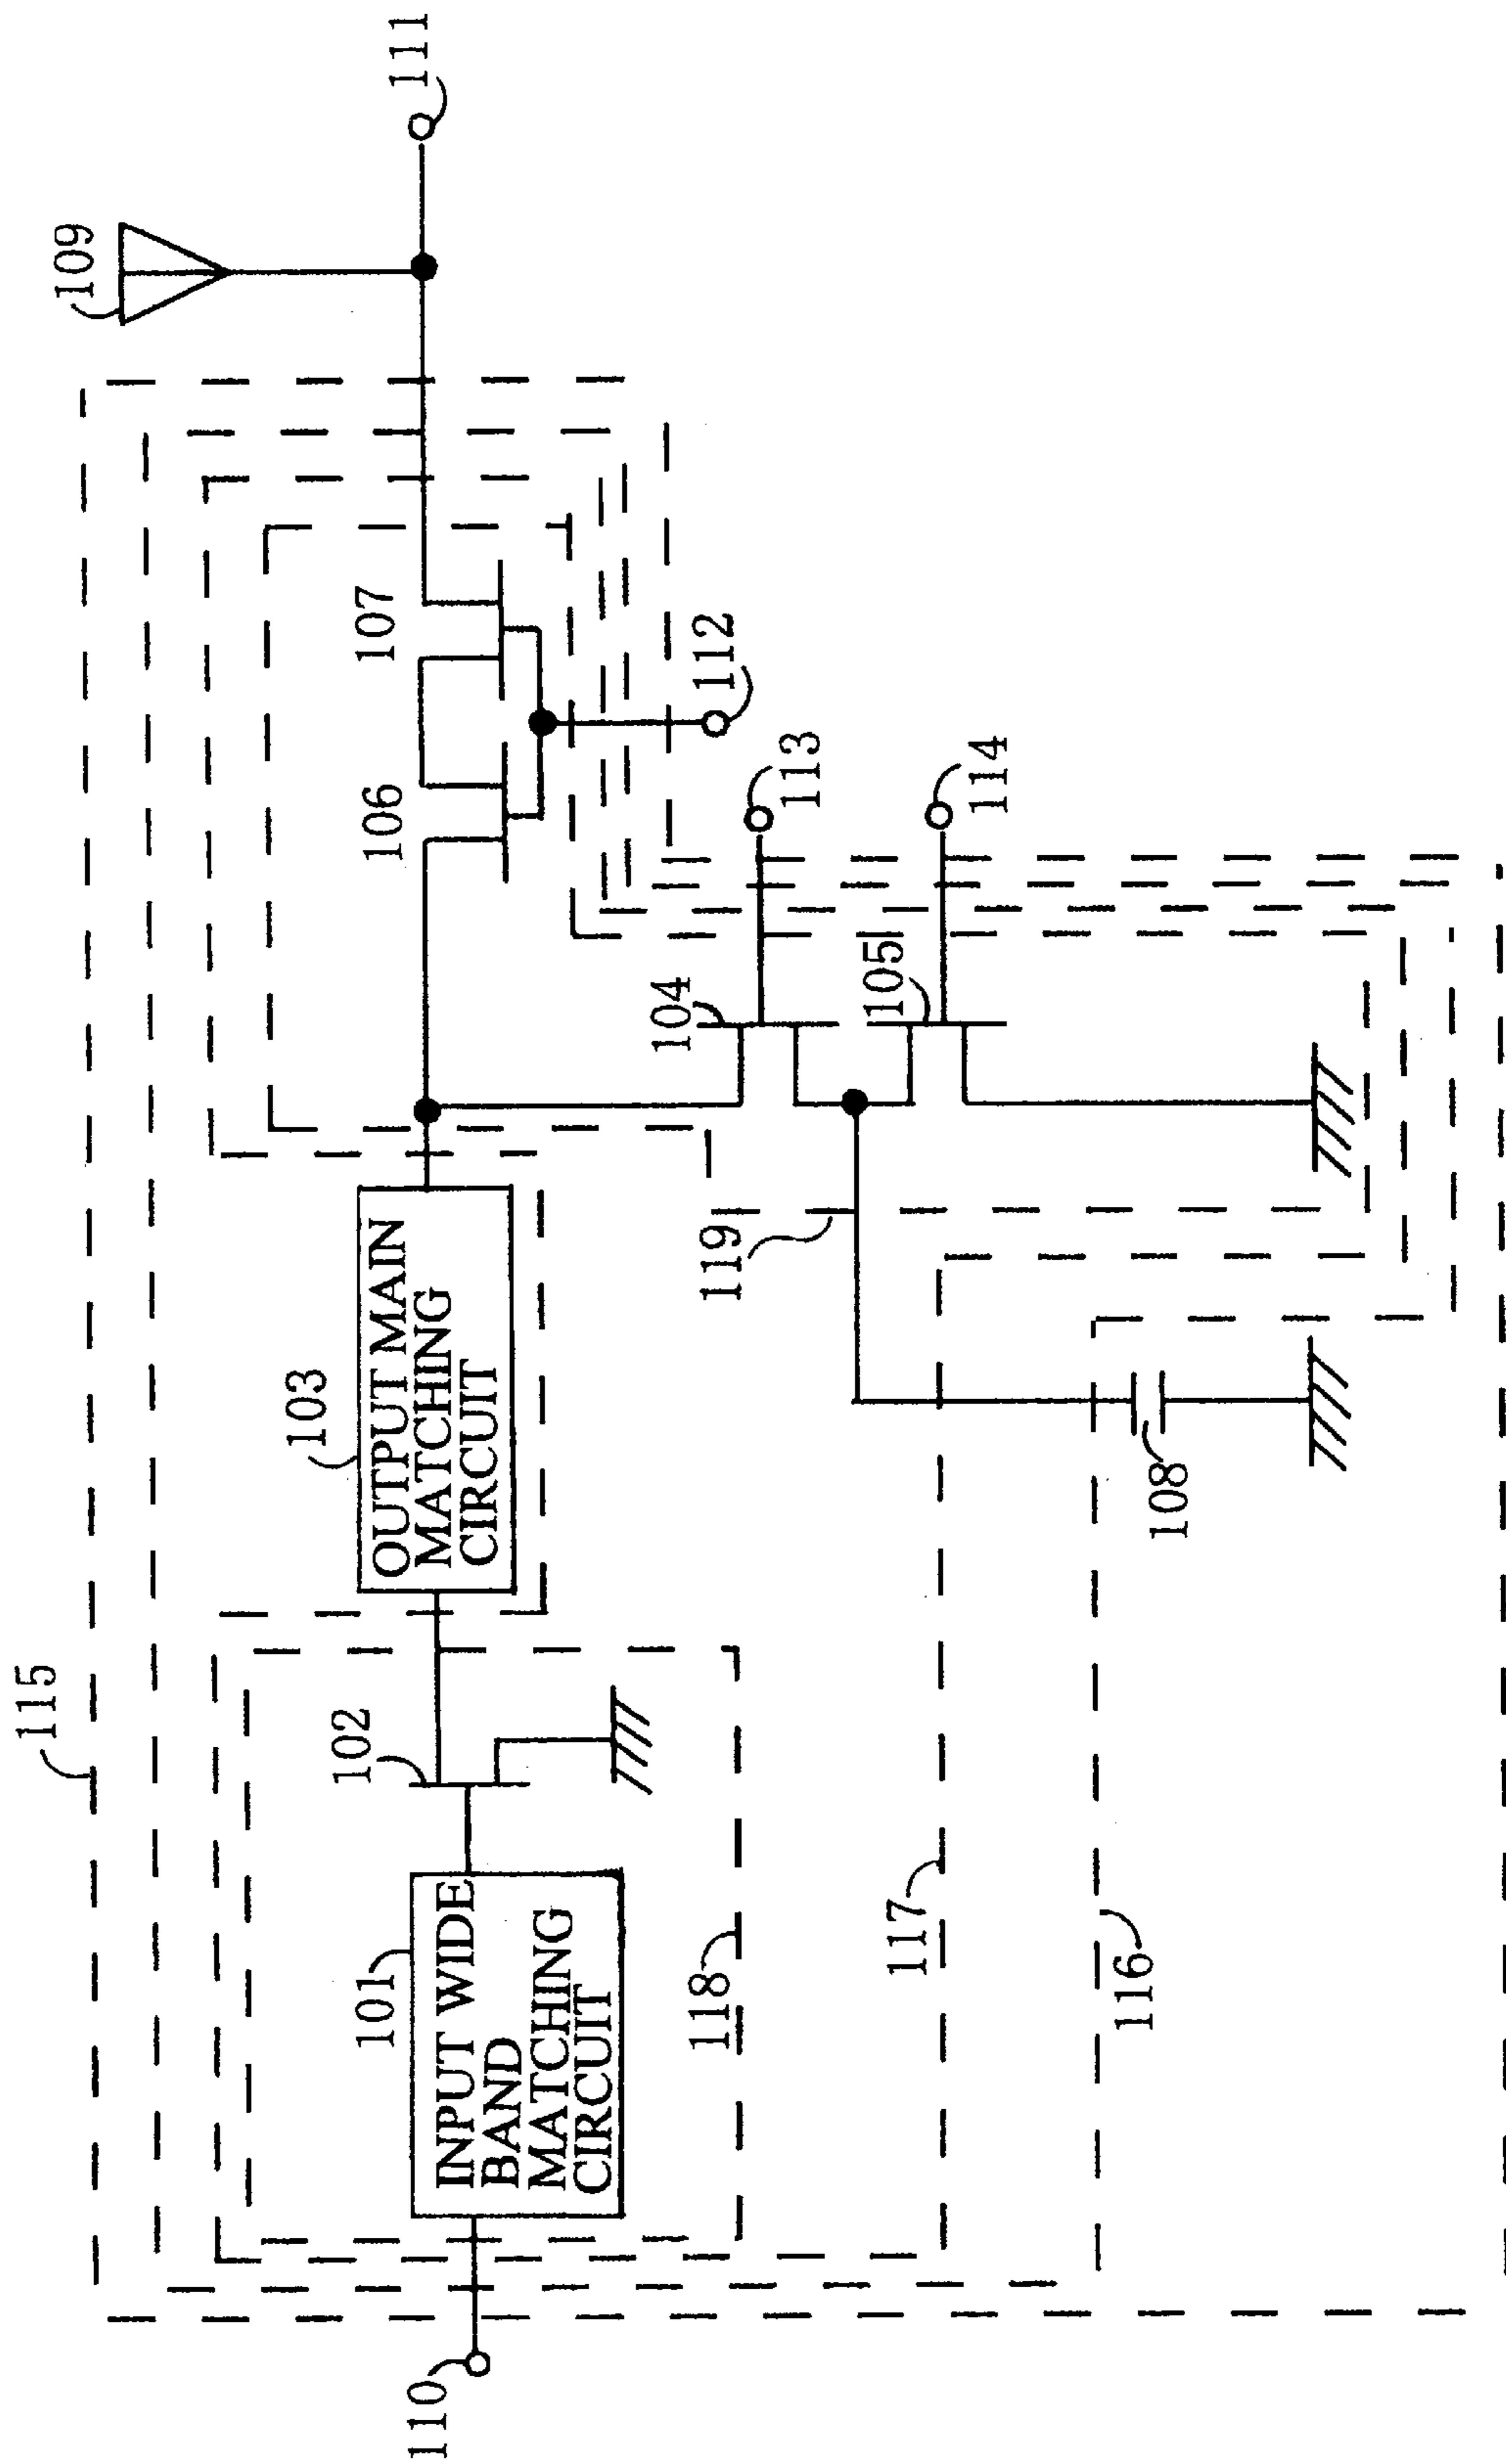 115
109
111
110
101
INPUT WIDE
BAND
MATCHING
CIRCUIT
102
103
OUTPUT MAIN
MATCHING
CIRCUIT
106
107
112
104
113
105
114
119
118
117
116
108